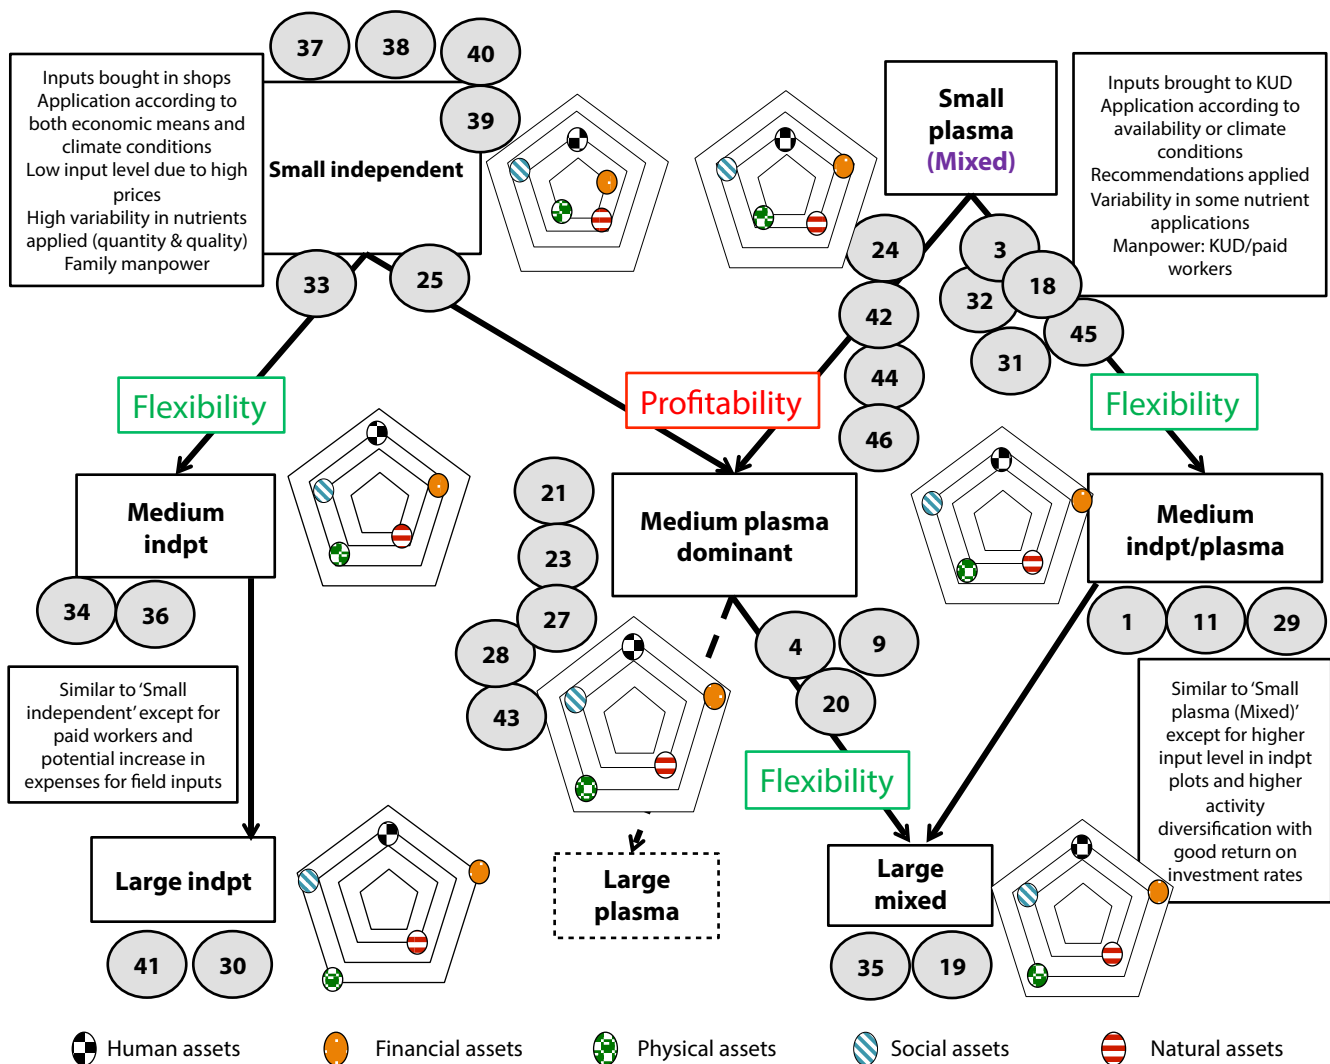 37
38
40
39
Inputs bought in shops
Application according to
both economic means and
climate conditions
Low input level due to high
prices
High variability in nutrients
applied (quantity & quality)
Family manpower
Small independent
Small
plasma
(Mixed)
Inputs brought to KUD
Application according to
availability or climate
conditions
Recommendations applied
Variability in some nutrient
applications
Manpower: KUD/paid
workers
33
25
24
42
44
46
3
32
18
45
31
Flexibility
Profitability
Flexibility
Medium
indpt
Medium plasma
dominant
Medium
indpt/plasma
34
36
21
23
27
28
43
4
9
20
1
11
29
Similar to ‘Small
independent’ except for
paid workers and
potential increase in
expenses for field inputs
Flexibility
Similar to ‘Small
plasma (Mixed)’
except for higher
input level in indpt
plots and higher
activity
diversification with
good return on
investment rates
Large indpt
Large
plasma
Large
mixed
41
30
35
19
Human assets
Financial assets
Physical assets
Social assets
Natural assets